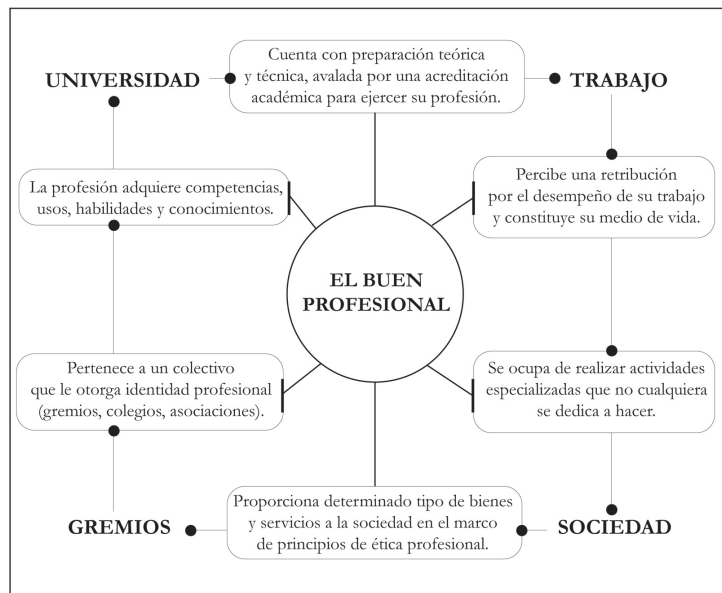 Cuenta con preparación teórica
y técnica, avalada por una acreditación
académica para ejercer su profesión.
UNIVERSIDAD
TRABAJO
La profesión adquiere competencias,
usos, habilidades y conocimientos.
Percibe una retribución
por el desempeño de su trabajo
y constituye su medio de vida.
EL BUEN
PROFESIONAL
Pertenece a un colectivo
que le otorga identidad profesional
(gremios, colegios, asociaciones).
Se ocupa de realizar actividades
especializadas que no cualquiera
se dedica a hacer.
GREMIOS
Proporciona determinado tipo de bienes
y servicios a la sociedad en el marco
de principios de ética profesional.
SOCIEDAD